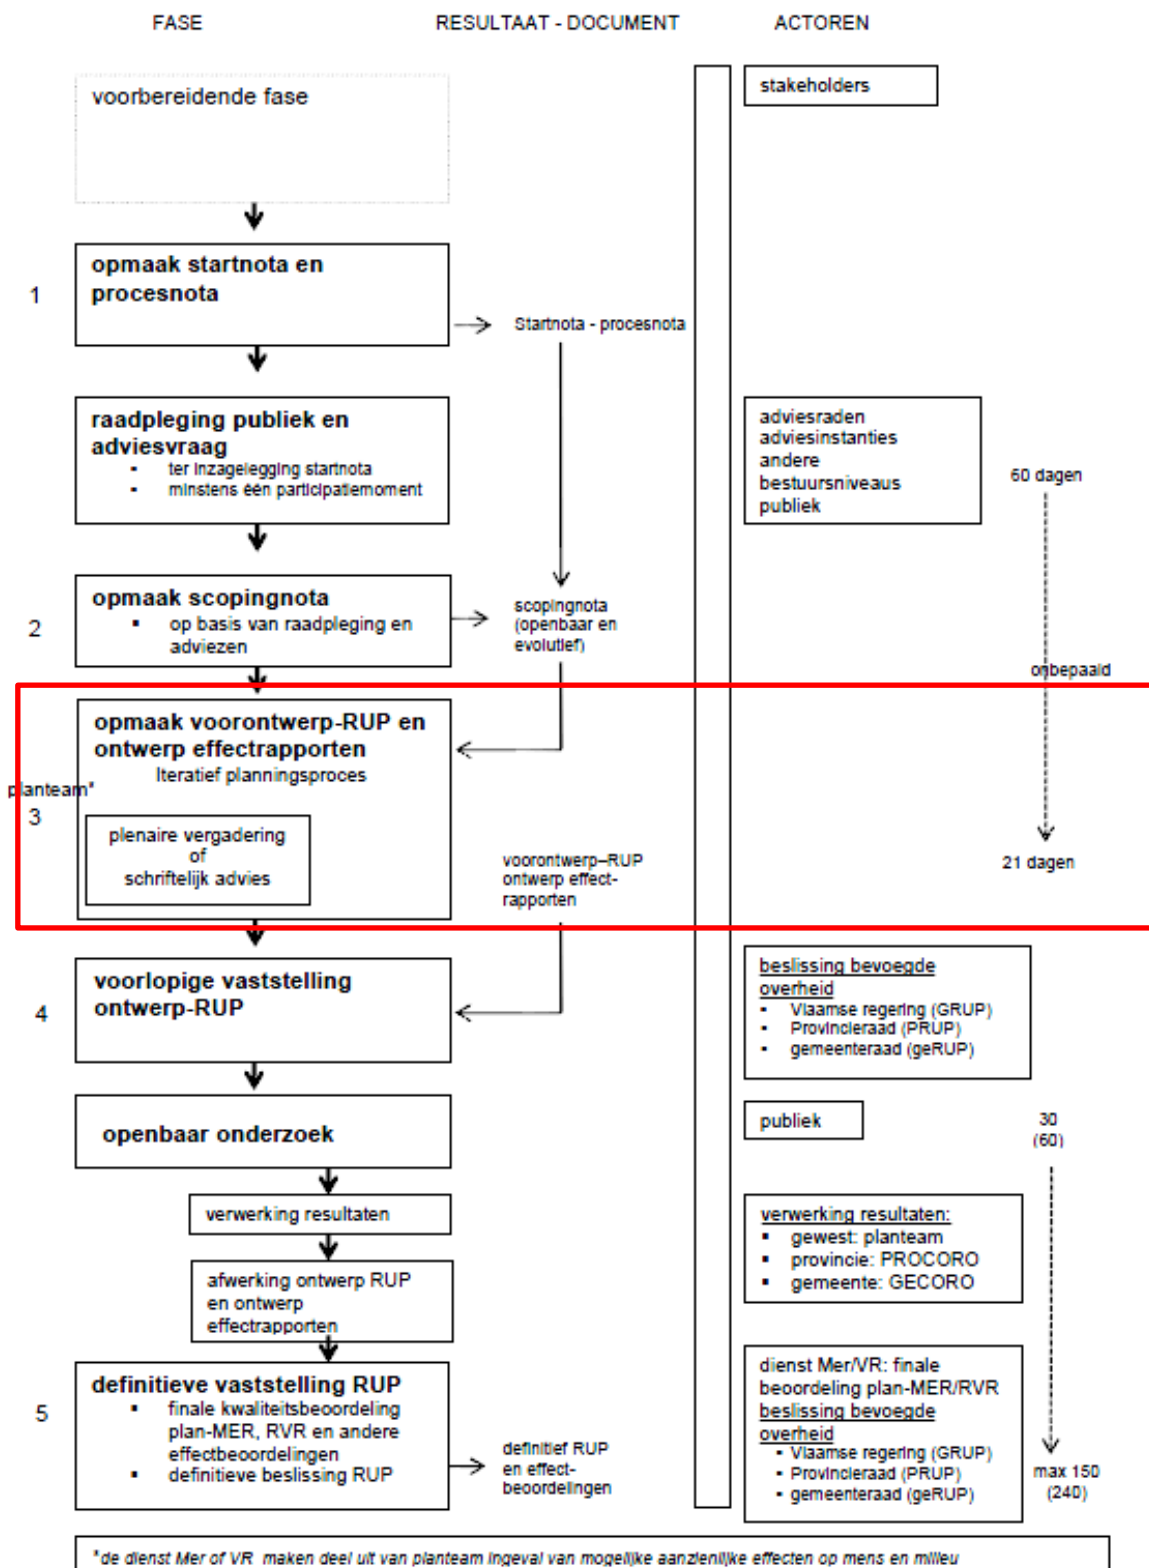 FASE RESULTAAT - DOCUMENT ACTOREN
voorbereidende fase
stakeholders
1
opmaak startnota en
procesnota
Startnota - procesnota
raadpleging publiek en
adviesvraag
▪ ter inzagelegging startnota
▪ minstens één participatiemoment
adviesraden
adviesinstanties
andere
bestuursniveaus
publiek
60 dagen
2
opmaak scopingnota
▪ op basis van raadpleging en
adviezen
scopingnota
(openbaar en
evolutief)
onbepaald
opmaak voorontwerp-RUP en
ontwerp effectrapporten
Iteratief planningsproces
planteam*
3
plenaire vergadering
of
schriftelijk advies
voorontwerp–RUP
ontwerp effect-
rapporten
21 dagen
4
voorlopige vaststelling
ontwerp-RUP
beslissing bevoegde
overheid
▪ Vlaamse regering (GRUP)
▪ Provincieraad (PRUP)
▪ gemeenteraad (geRUP)
openbaar onderzoek
publiek
30
(60)
verwerking resultaten
verwerking resultaten:
▪ gewest: planteam
▪ provincie: PROCORO
▪ gemeente: GECORO
afwerking ontwerp RUP
en ontwerp
effectrapporten
5
definitieve vaststelling RUP
▪ finale kwaliteitsbeoordeling
plan-MER, RVR en andere
effectbeoordelingen
▪ definitieve beslissing RUP
definitief RUP
en effect-
beoordelingen
dienst Mer/VR: finale
beoordeling plan-MER/RVR
beslissing bevoegde
overheid
▪ Vlaamse regering (GRUP)
▪ Provincieraad (PRUP)
▪ gemeenteraad (geRUP)
max 150
(240)
*de dienst Mer of VR maken deel uit van planteam ingeval van mogelijke aanzienlijke effecten op mens en milieu